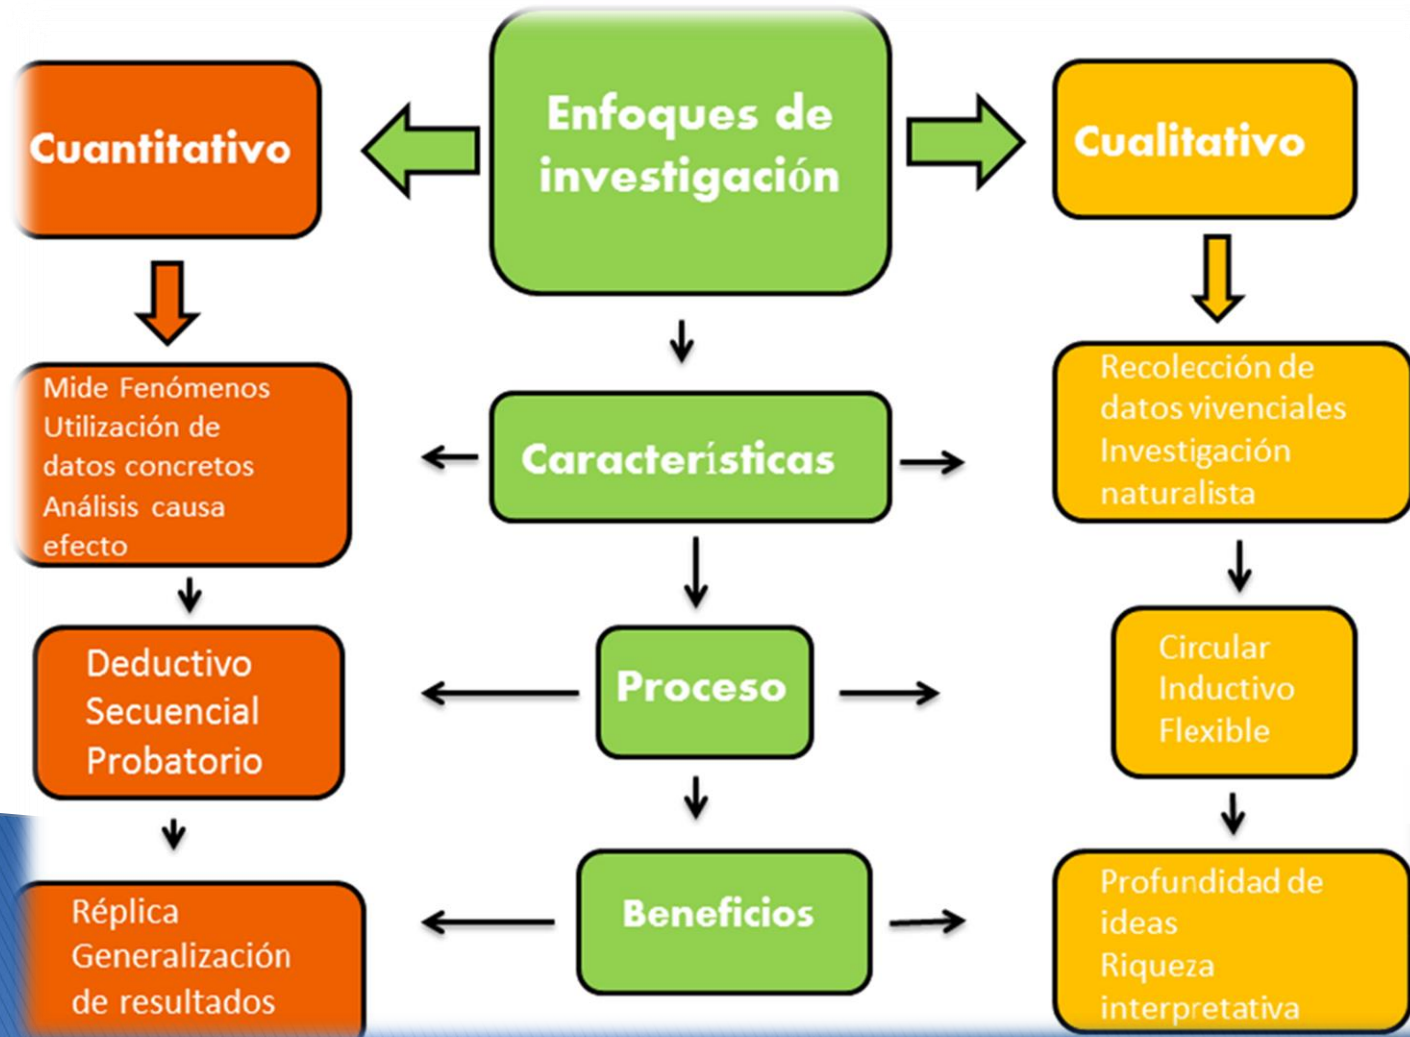 Enfoques de
investigación
Cuantitativo
Cualitativo
Mide Fenómenos
Utilización de
datos concretos
Análisis causa
efecto
Características
Recolección de
datos vivenciales
Investigación
naturalista
Deductivo
Secuencial
Probatorio
Proceso
Circular
Inductivo
Flexible
Réplica
Generalización
de resultados
Beneficios
Profundidad de
ideas
Riqueza
interpretativa